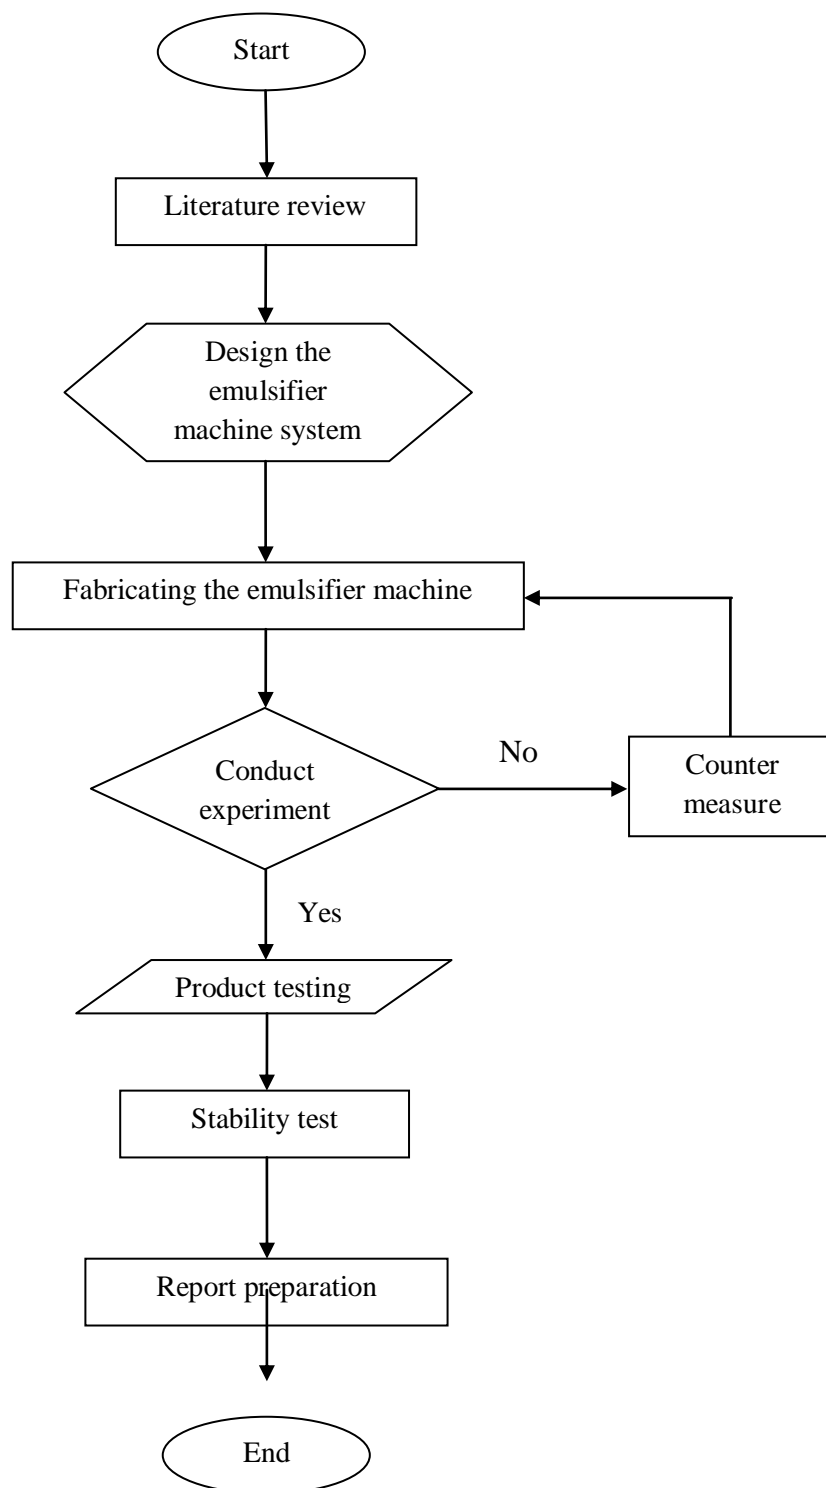 Start
Literature review
Design the
emulsifier
machine system
Fabricating the emulsifier machine
Conduct
experiment
No
Counter
measure
Yes
Product testing
Stability test
Report preparation
End